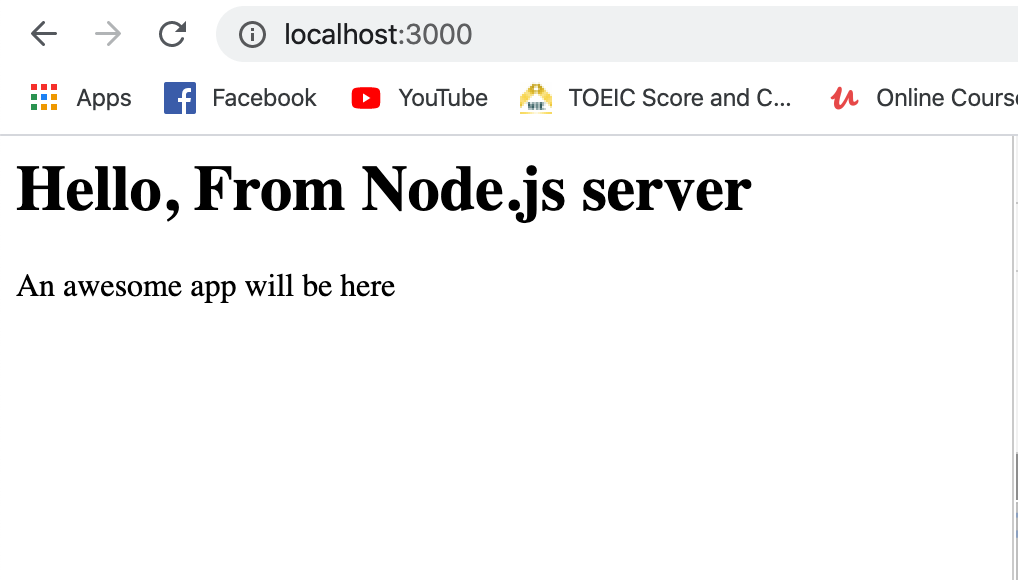 localhost:3000
Apps Facebook YouTube TOEIC Score and C... Online Cours
Hello, From Node.js server
An awesome app will be here